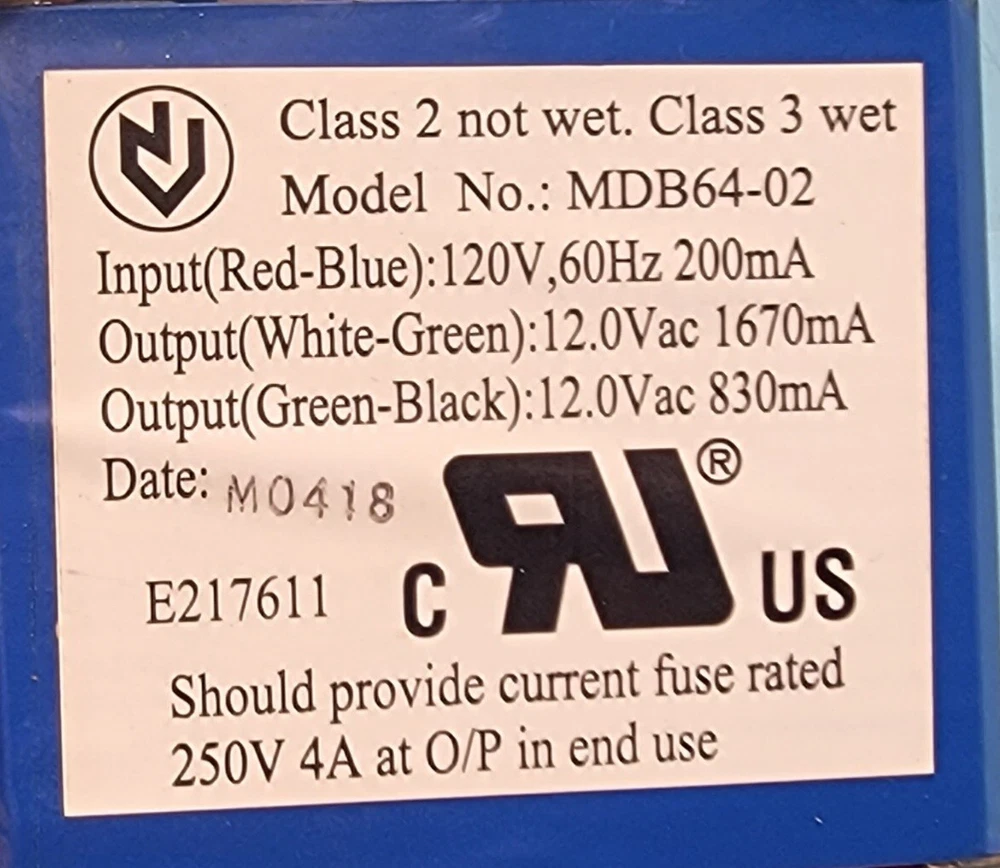 Class 2 not wet. Class 3 wet
Model No.: MDB64-02
Input(Red-Blue):120V,60Hz 200mA
Output(White-Green):12.0Vac 1670mA
Output(Green-Black):12.0Vac 830mA
Date: M0418
E217611 C RU ® US
Should provide current fuse rated
250V 4A at O/P in end use